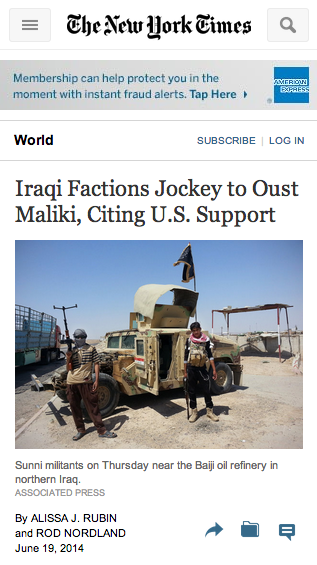 The New York Times
Membership can help protect you in the
moment with instant fraud alerts. Tap Here
AMERICAN
EXPRESS
World
SUBSCRIBE | LOG IN
Iraqi Factions Jockey to Oust
Maliki, Citing U.S. Support
Sunni militants on Thursday near the Baiji oil refinery in
northern Iraq.
ASSOCIATED PRESS
By ALISSA J. RUBIN
and ROD NORDLAND
June 19, 2014